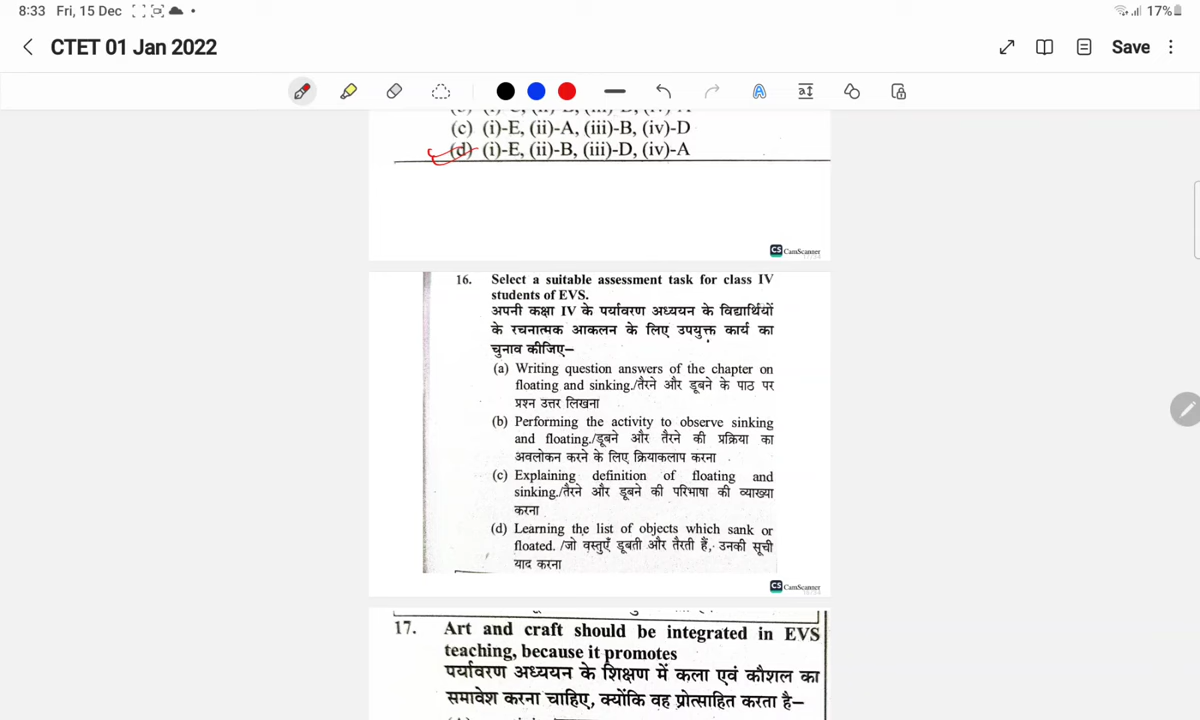 8:33 Fri, 15 Dec
17%
CTET 01 Jan 2022
Save
(c) (i)-E, (ii)-A, (iii)-B, (iv)-D
(d) (i)-E, (ii)-B, (iii)-D, (iv)-A
CS CamScanner
16. Select a suitable assessment task for class IV
students of EVS.
अपनी कक्षा IV के पर्यावरण अध्ययन के विद्यार्थियों
के रचनात्मक आकलन के लिए उपयुक्त कार्य का
चुनाव कीजिए–
(a) Writing question answers of the chapter on
floating and sinking./तैरने और डूबने के पाठ पर
प्रश्न उत्तर लिखना
(b) Performing the activity to observe sinking
and floating./डूबने और तैरने की प्रक्रिया का
अवलोकन करने के लिए क्रियाकलाप करना
(c) Explaining definition of floating and
sinking./तैरने और डूबने की परिभाषा की व्याख्या
करना
(d) Learning the list of objects which sank or
floated. /जो वस्तुएँ डूबती और तैरती हैं, उनकी सूची
याद करना
CS CamScanner
17. Art and craft should be integrated in EVS
teaching, because it promotes
पर्यावरण अध्ययन के शिक्षण में कला एवं कौशल का
समावेश करना चाहिए, क्योंकि वह प्रोत्साहित करता है–